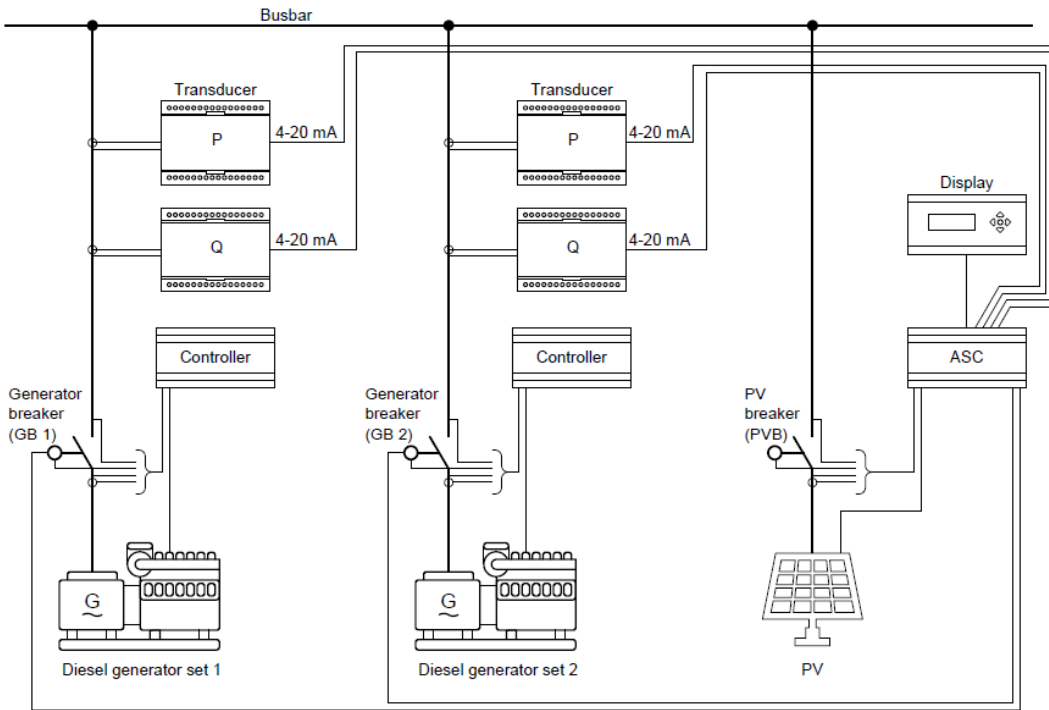 Busbar
Transducer
Transducer
P
4-20 mA
P
4-20 mA
Display
Q
4-20 mA
Q
4-20 mA
Controller
Controller
ASC
Generator
breaker
(GB 1)
Generator
breaker
(GB 2)
PV
breaker
(PVB)
G
~
G
~
Diesel generator set 1
Diesel generator set 2
PV